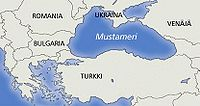 ROMANIA
UKRAINA
VENÄJÄ
Mustameri
BULGARIA
TURKKI